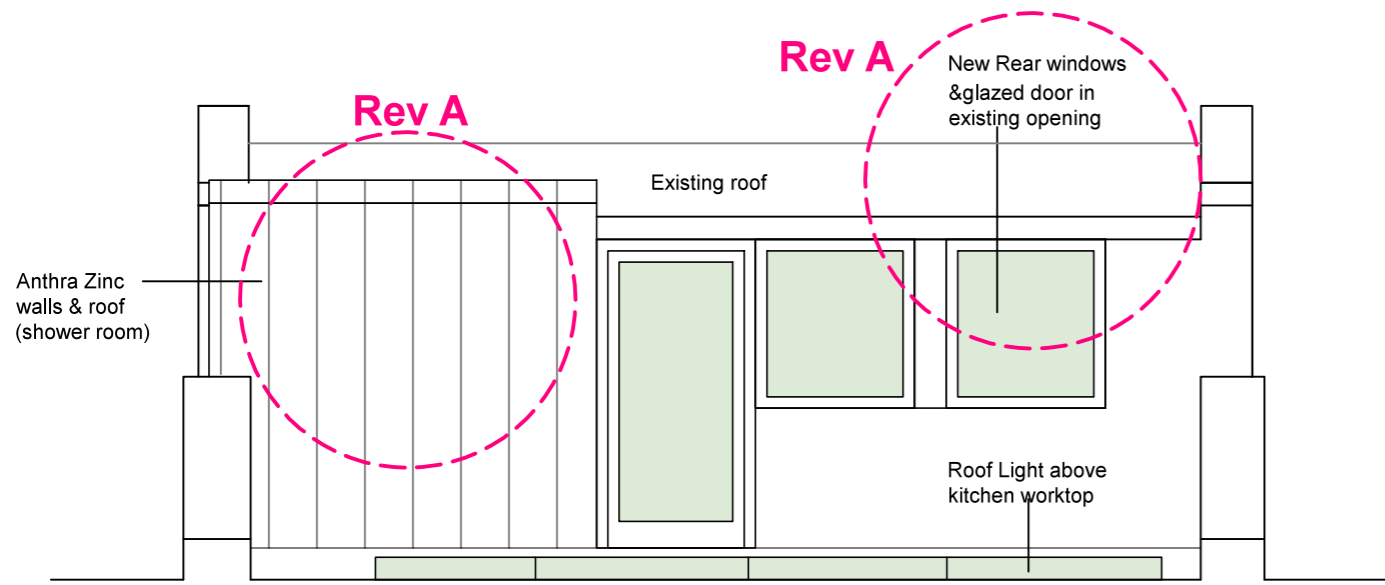 Rev A
New Rear windows
&glazed door in
existing opening
Rev A
Existing roof
Anthra Zinc
walls & roof
(shower room)
Roof Light above
kitchen worktop